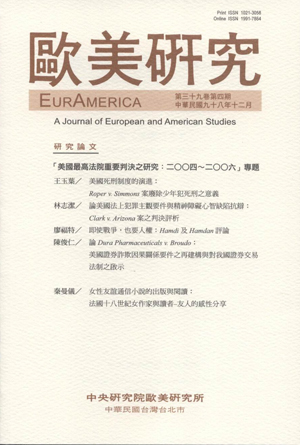 Print ISSN 1021-3058
Online ISSN 1991-7864
歐美研究
EURAMERICA
第三十九卷第四期
中華民國九十八年十二月
A Journal of European and American Studies
研究論文
「美國最高法院重要判決之研究：二〇〇四～二〇〇六」專題
王玉葉／ 美國死刑制度的演進：
Roper v. Simmons 案廢除少年犯死刑之意義
林志潔／ 論美國法上犯罪主觀要件與精神障礙心智缺陷抗辯：
Clark v. Arizona 案之判決評析
廖福特／ 即使戰爭，也要人權：Hamdi 及 Hamdan 評論
陳俊仁／ 論 Dura Pharmaceuticals v. Broudo：
美國證券詐欺因果關係要件之再建構與對我國證券交易
法制之啟示
秦曼儀／ 女性友誼通信小說的出版與閱讀：
法國十八世紀女作家與讀者─友人的感性分享
中央研究院歐美研究所
中華民國台灣台北市